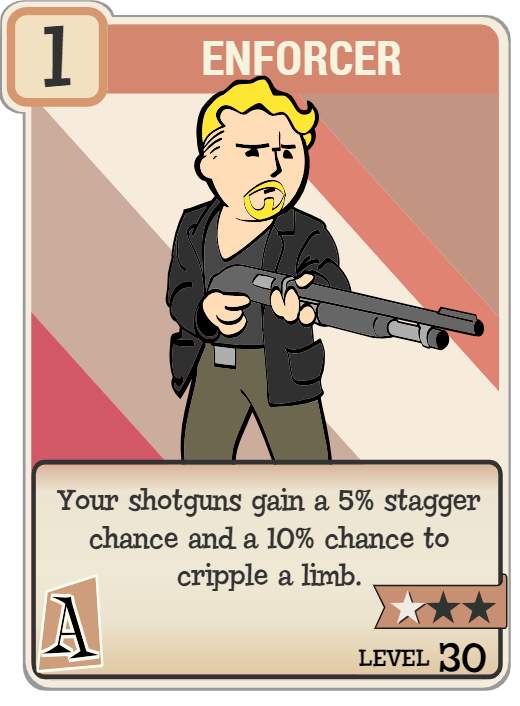 1
ENFORCER
Your shotguns gain a 5% stagger
chance and a 10% chance to
cripple a limb.
A
LEVEL 30